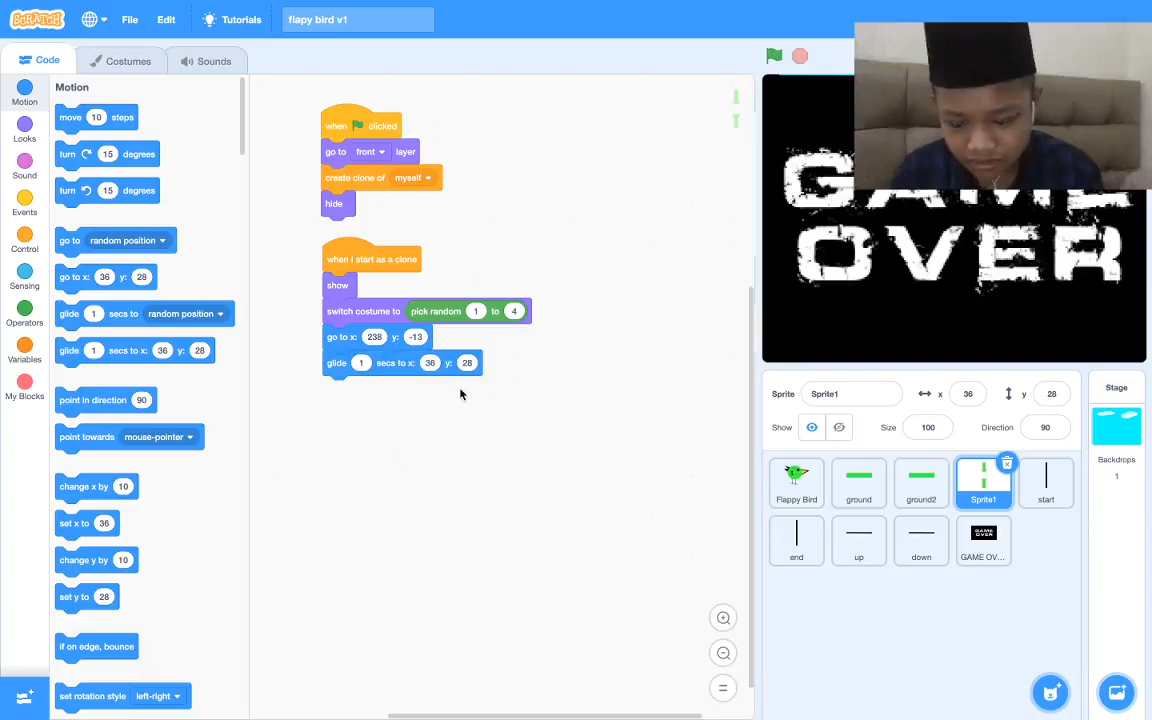 SCRATCH
File
Edit
Tutorials
flapy bird v1
Code
Costumes
Sounds
Motion
Looks
Sound
Events
Control
Sensing
Operators
Variables
My Blocks
Motion
move 10 steps
turn 15 degrees
turn 15 degrees
go to random position
go to x: 36 y: 28
glide 1 secs to random position
glide 1 secs to x: 36 y: 28
point in direction 90
point towards mouse-pointer
change x by 10
set x to 36
change y by 10
set y to 28
if on edge, bounce
set rotation style left-right
when clicked
go to front layer
create clone of myself
hide
when I start as a clone
show
switch costume to pick random 1 to 4
go to x: 238 y: -13
glide 1 secs to x: 36 y: 28
GAME
OVER
Sprite Sprite1 x 36 y 28
Show Size 100 Direction 90
Flappy Bird
ground
ground2
Sprite1
start
end
up
down
GAME OVER
GAME OV...
Stage
Backdrops
1